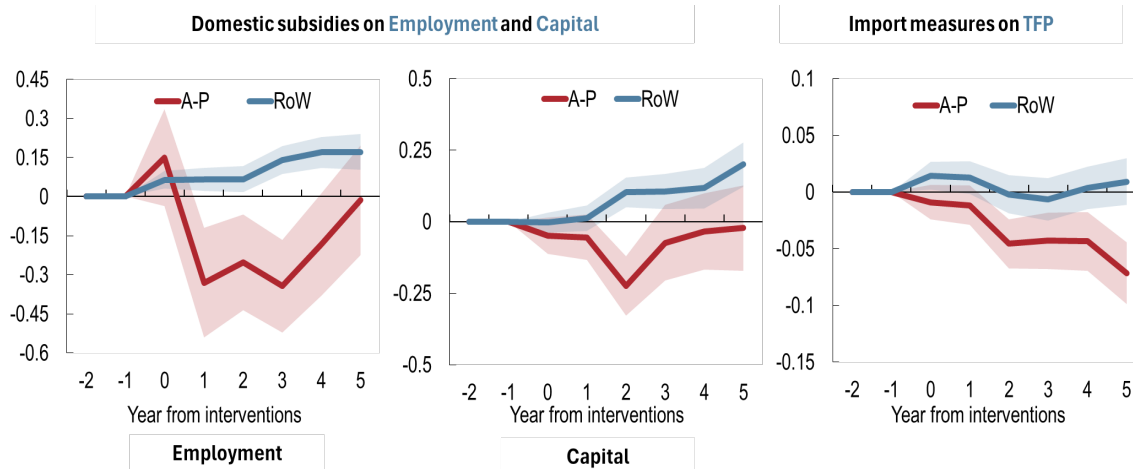 Domestic subsidies on Employment and Capital
Import measures on TFP
0.45
0.3
0.15
0
-0.15
-0.3
-0.45
-0.6
A-P
RoW
-2 -1 0 1 2 3 4 5
Year from interventions
Employment
0.5
0.25
0
-0.25
-0.5
A-P
RoW
-2 -1 0 1 2 3 4 5
Year from interventions
Capital
0.1
0.05
0
-0.05
-0.1
-0.15
A-P
RoW
-2 -1 0 1 2 3 4 5
Year from interventions